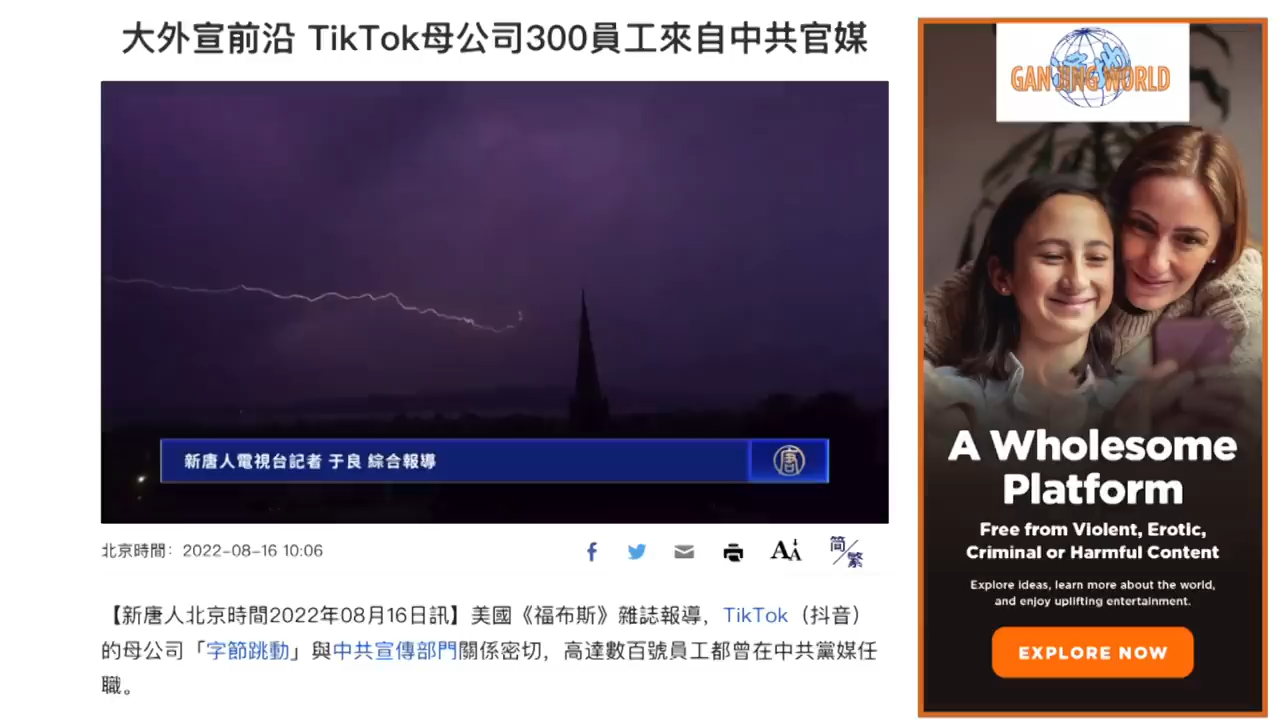 大外宣前沿 TikTok母公司300員工來自中共官媒
新唐人電視台記者 于良 綜合報導
唐
北京時間：2022-08-16 10:06
简/繁
【新唐人北京時間2022年08月16日訊】美國《福布斯》雜誌報導，TikTok（抖音）
的母公司「字節跳動」與中共宣傳部門關係密切，高達數百號員工都曾在中共黨媒任
職。
GAN JING WORLD
A Wholesome
Platform
Free from Violent, Erotic,
Criminal or Harmful Content
Explore ideas, learn more about the world,
and enjoy uplifting entertainment.
EXPLORE NOW